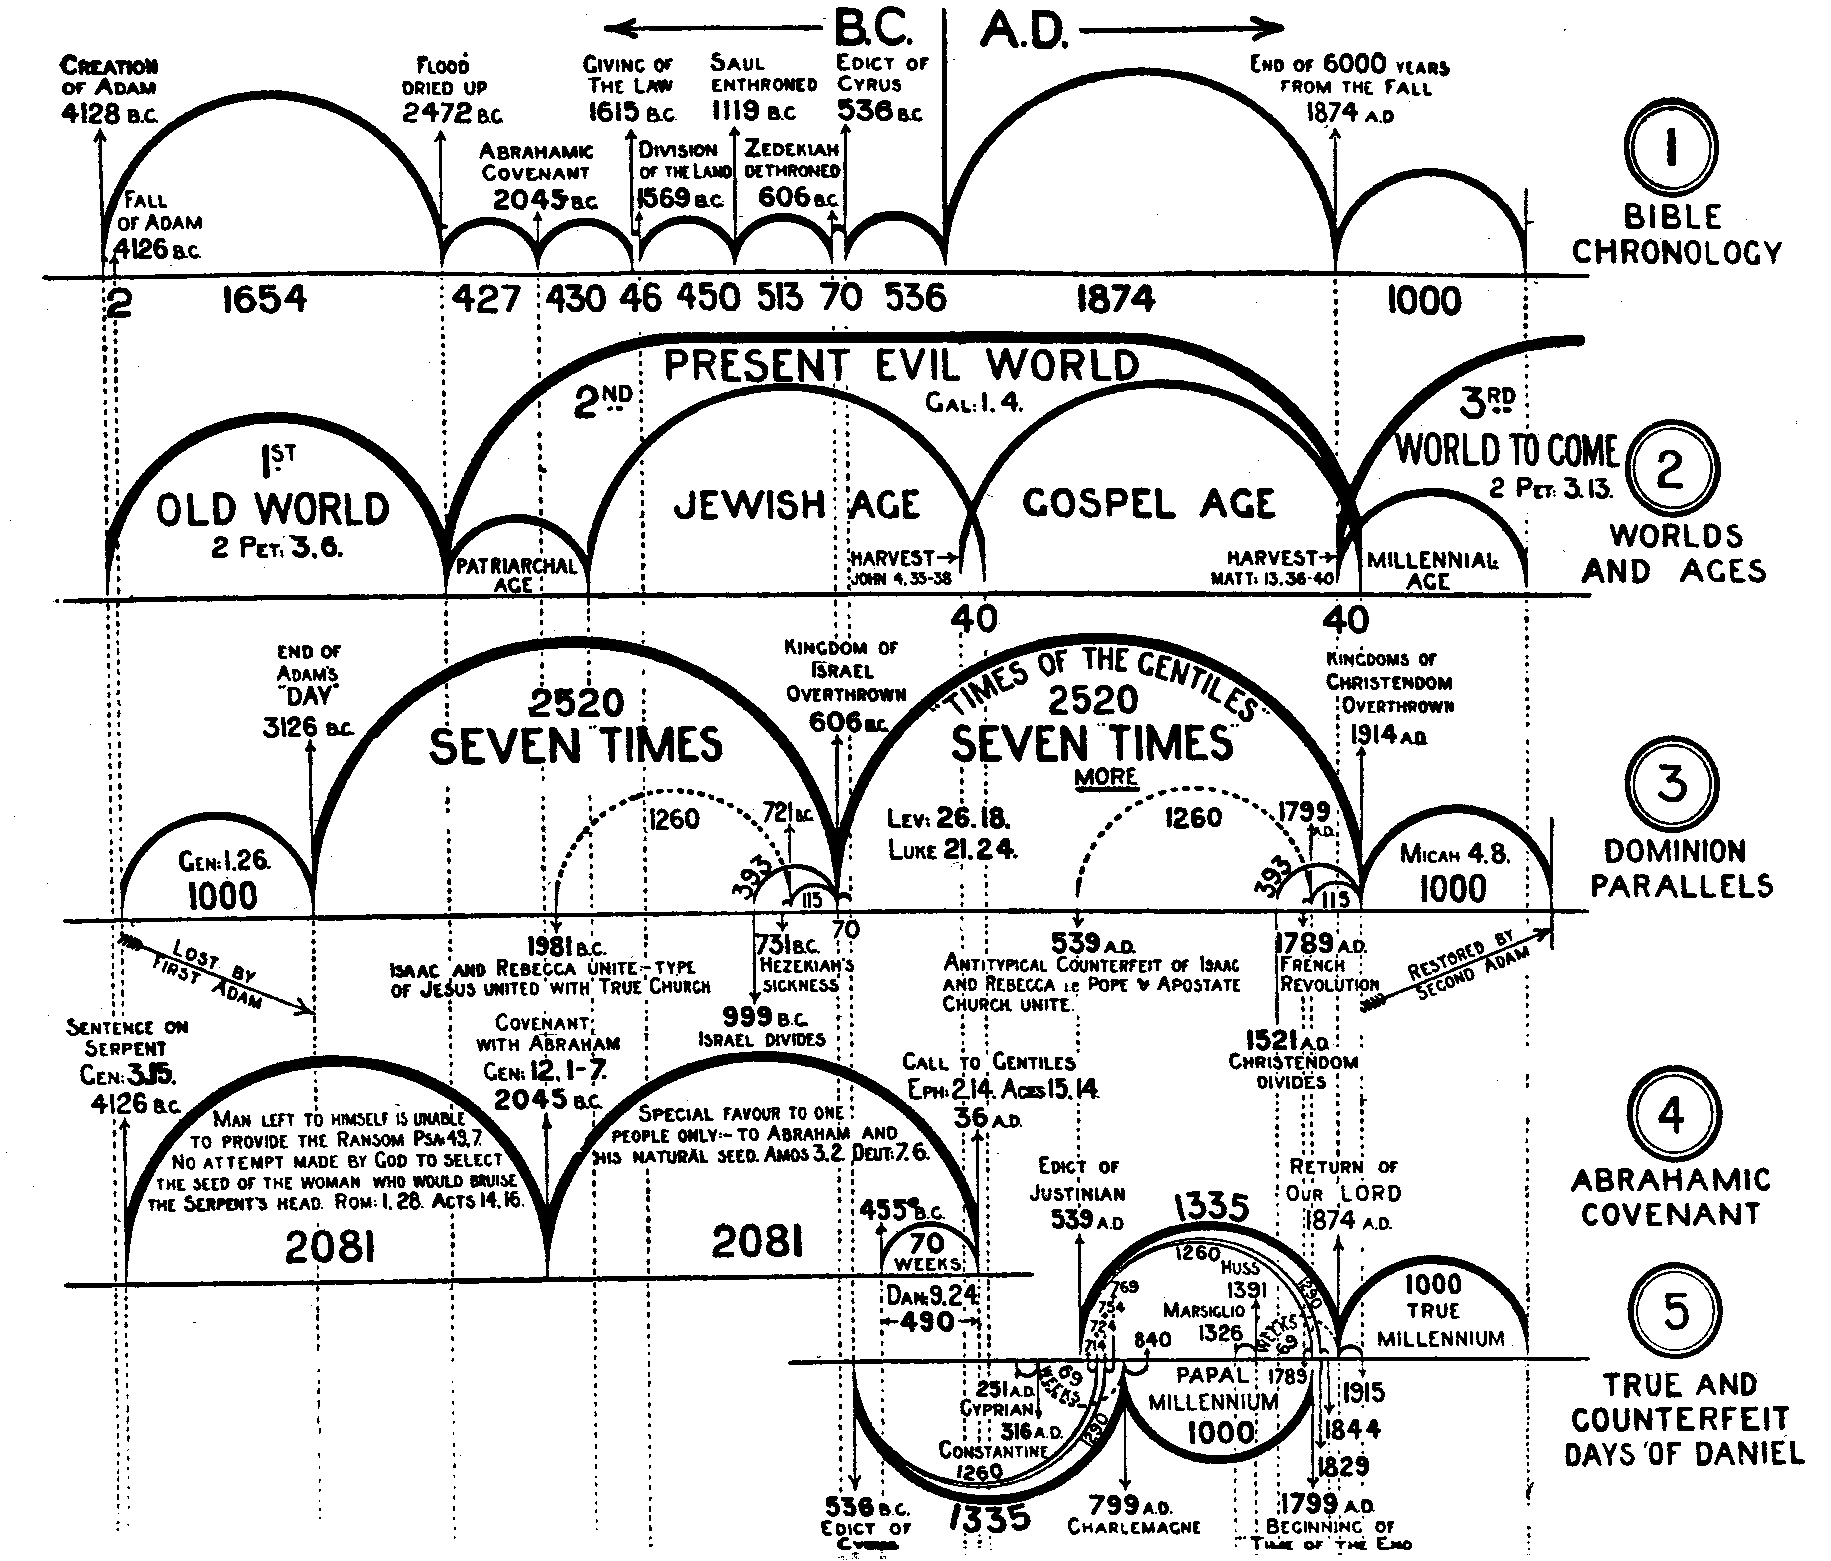 B.C. A.D.
CREATION OF ADAM 4128 B.C.
FLOOD DRIED UP 2472 B.C.
GIVING OF THE LAW 1615 B.C.
SAUL ENTHRONED 1119 B.C
EDICT OF CYRUS 536 B.C
END OF 6000 YEARS FROM THE FALL 1874 A.D
FALL OF ADAM 4126 B.C.
ABRAHAMIC COVENANT 2045 B.C.
DIVISION OF THE LAND 1569 B.C.
ZEDEKIAH DETHRONED 606 B.C.
1
BIBLE
CHRONOLOGY
2 1654 427 430 46 450 513 70 536 1874 1000
PRESENT EVIL WORLD
2ND
GAL: 1. 4.
3RD
WORLD TO COME
2 PET: 3.13.
1ST
OLD WORLD
2 PET: 3.6.
PATRIARCHAL
AGE
JEWISH AGE
HARVEST
JOHN 4.35-38
GOSPEL AGE
HARVEST
MATT: 13.36-40
MILLENNIAL
AGE
2
WORLDS
AND AGES
40 40
END OF
ADAM'S
"DAY"
3126 B.C.
2520
SEVEN "TIMES
KINGDOM OF
ISRAEL
OVERTHROWN
606 B.C.
"TIMES OF THE GENTILES"
2520
SEVEN "TIMES"
MORE
KINGDOMS OF
CHRISTENDOM
OVERTHROWN
1914 A.D.
GEN: 1.26.
1000
1260
721 B.C.
393
115
70
LEV: 26.18.
LUKE 21.24.
1260
1799 A.D.
393
115
MICAH 4.8.
1000
3
DOMINION
PARALLELS
LOST BY
FIRST ADAM
1981 B.C.
ISAAC AND REBECCA UNITE:- TYPE
OF JESUS UNITED WITH TRUE CHURCH
731 B.C.
HEZEKIAH'S
SICKNESS
999 B.C.
ISRAEL DIVIDES
539 A.D.
ANTITYPICAL COUNTERFEIT OF ISAAC
AND REBECCA i.e POPE & APOSTATE
CHURCH UNITE.
1789 A.D.
FRENCH
REVOLUTION
1521 A.D.
CHRISTENDOM
DIVIDES
RESTORED BY
SECOND ADAM
SENTENCE ON
SERPENT
GEN: 3.15.
4126 B.C.
COVENANT
WITH ABRAHAM
GEN: 12. 1-7.
2045 B.C.
CALL TO GENTILES
EPH: 2.14. ACES 15.14.
36 A.D.
MAN LEFT TO HIMSELF IS UNABLE
TO PROVIDE THE RANSOM PSA: 49.7.
NO ATTEMPT MADE BY GOD TO SELECT
THE SEED OF THE WOMAN WHO WOULD BRUISE
THE SERPENT'S HEAD. ROM: 1.28. ACTS 14.16.
2081
SPECIAL FAVOUR TO ONE
PEOPLE ONLY:- TO ABRAHAM AND
HIS NATURAL SEED. AMOS 3.2. DEUT: 7.6.
2081
455 B.C.
70
WEEKS
DAN: 9.24
490
4
ABRAHAMIC
COVENANT
EDICT OF
JUSTINIAN
539 A.D
1335
1260
1290
HUSS
1391
MARSIGLIO
1326
WEEKS
69
769
754
724
714
840
RETURN OF
OUR LORD
1874 A.D.
1000
TRUE
MILLENNIUM
5
TRUE AND
COUNTERFEIT
DAYS OF DANIEL
251 A.D.
CYPRIAN
69
WEEKS
316 A.D.
CONSTANTINE
1260
1290
1335
536 B.C.
EDICT OF
CYRUS
799 A.D.
CHARLEMAGNE
PAPAL
MILLENNIUM
1000
1789
1915
1844
1829
1799 A.D.
BEGINNING OF
TIME OF THE END